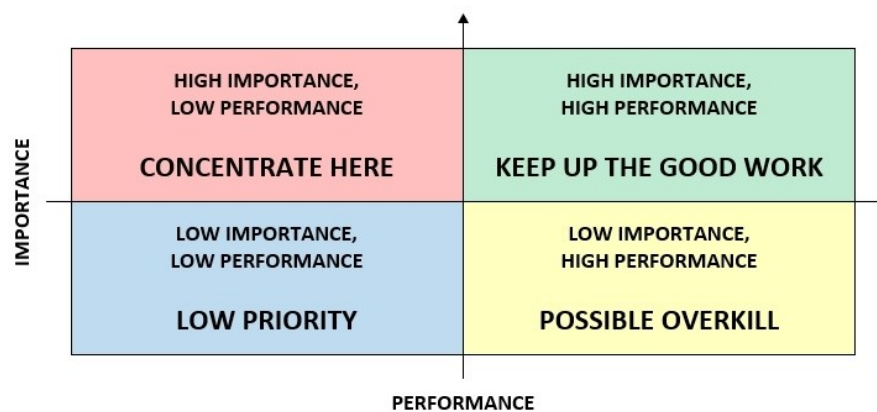 HIGH IMPORTANCE,
LOW PERFORMANCE
CONCENTRATE HERE
HIGH IMPORTANCE,
HIGH PERFORMANCE
KEEP UP THE GOOD WORK
IMPORTANCE
LOW IMPORTANCE,
LOW PERFORMANCE
LOW PRIORITY
LOW IMPORTANCE,
HIGH PERFORMANCE
POSSIBLE OVERKILL
PERFORMANCE